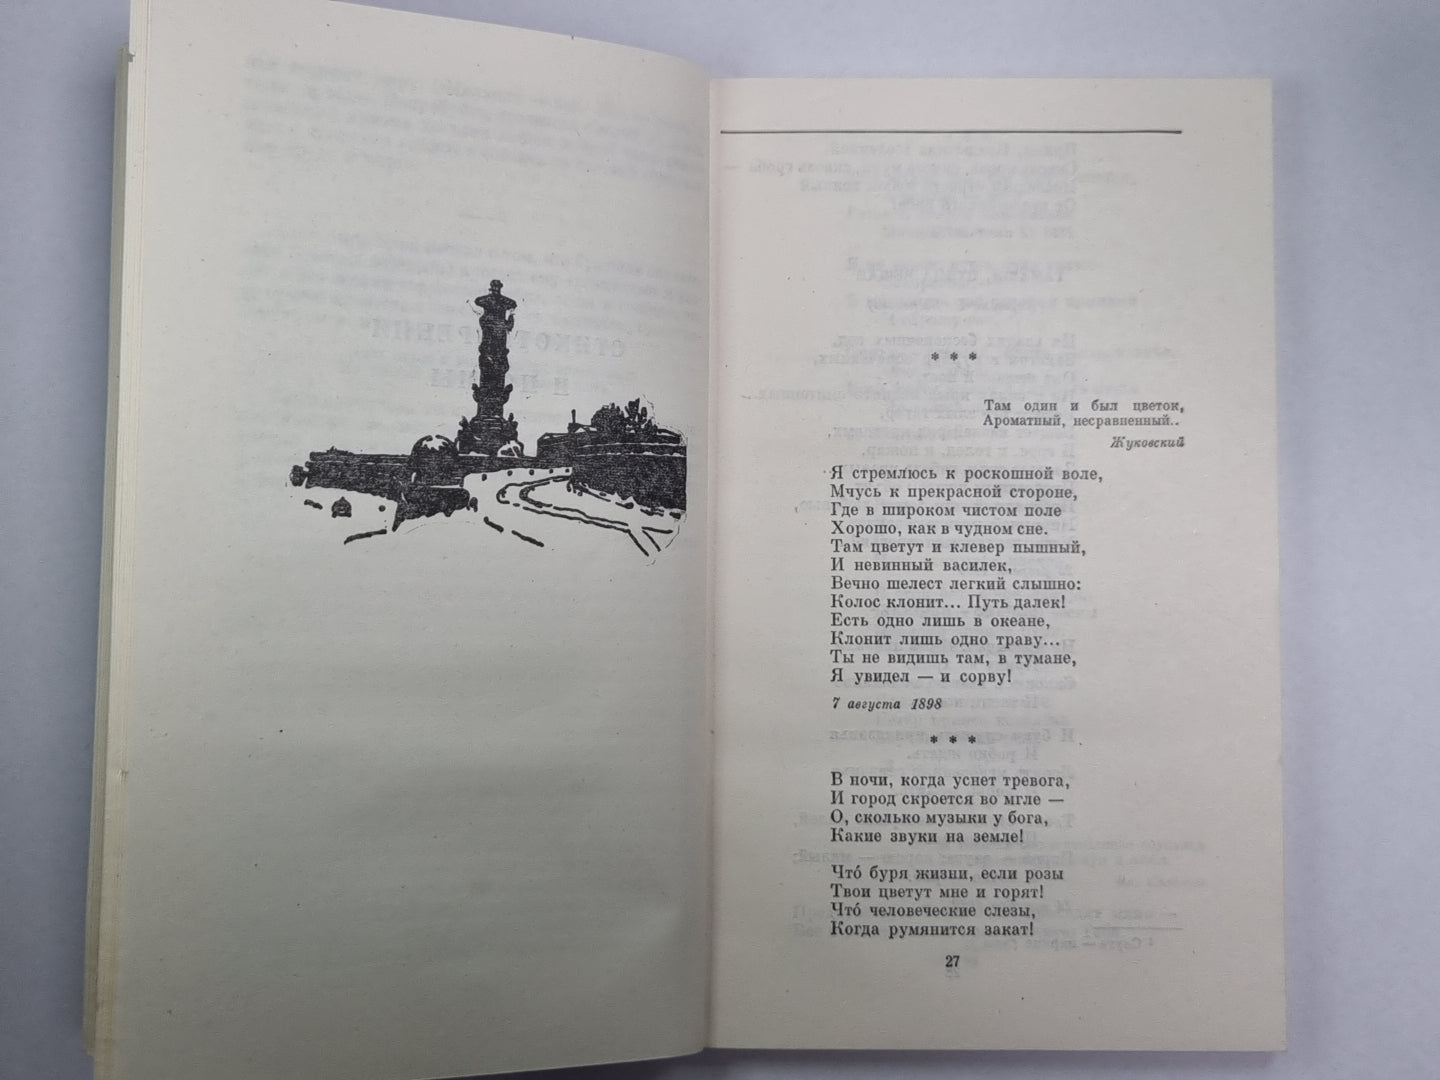 * * *
Там один и был цветок,
Ароматный, несравненный..
Жуковский
Я стремлюсь к роскошной воле,
Мчусь к прекрасной стороне,
Где в широком чистом поле
Хорошо, как в чудном сне.
Там цветут и клевер пышный,
И невинный василек,
Вечно шелест легкий слышно:
Колос клонит... Путь далек!
Есть одно лишь в океане,
Клонит лишь одно траву...
Ты не видишь там, в тумане,
Я увидел — и сорву!
7 августа 1898
* * *
В ночи, когда уснет тревога,
И город скроется во мгле —
О, сколько музыки у бога,
Какие звуки на земле!
Что́ буря жизни, если розы
Твои цветут мне и горят!
Что́ человеческие слезы,
Когда румянится закат!
27